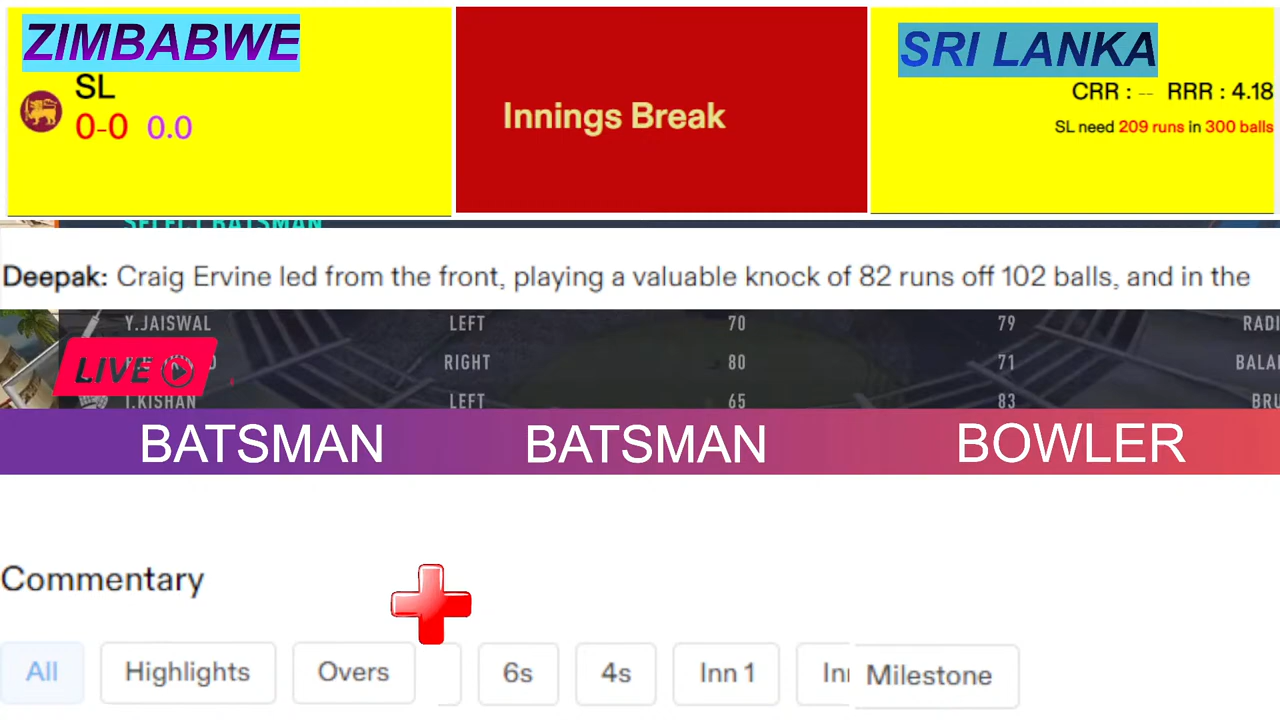 ZIMBABWE
SL
0-0 0.0
Innings Break
SRI LANKA
CRR : -- RRR : 4.18
SL need 209 runs in 300 balls
SELECT BATSMAN
Deepak: Craig Ervine led from the front, playing a valuable knock of 82 runs off 102 balls, and in the
Y.JAISWAL LEFT 70 79
LIVE
RIGHT 80 71
I.KISHAN LEFT 65 83
BATSMAN BATSMAN BOWLER
Commentary
All Highlights Overs 6s 4s Inn 1 Milestone